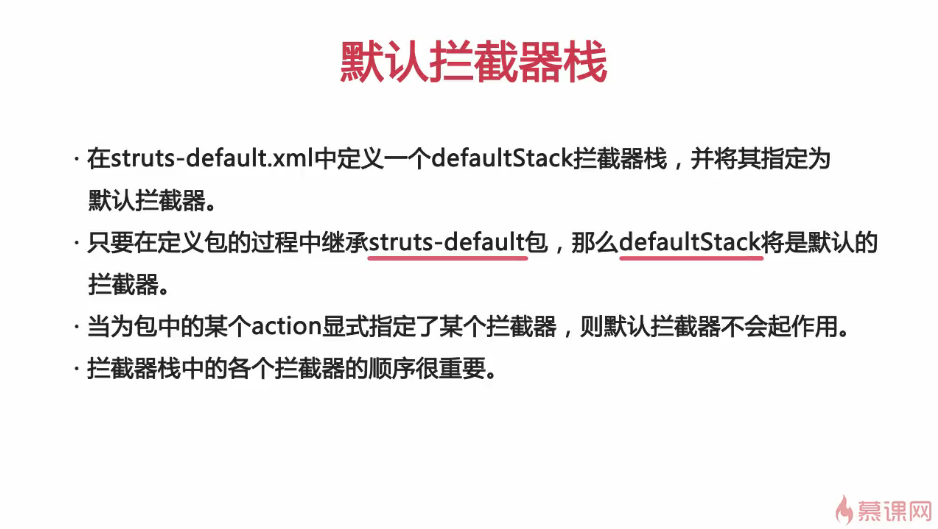 默认拦截器栈
· 在struts-default.xml中定义一个defaultStack拦截器栈，并将其指定为
默认拦截器。
· 只要在定义包的过程中继承struts-default包，那么defaultStack将是默认的
拦截器。
· 当为包中的某个action显式指定了某个拦截器，则默认拦截器不会起作用。
· 拦截器栈中的各个拦截器的顺序很重要。
慕课网